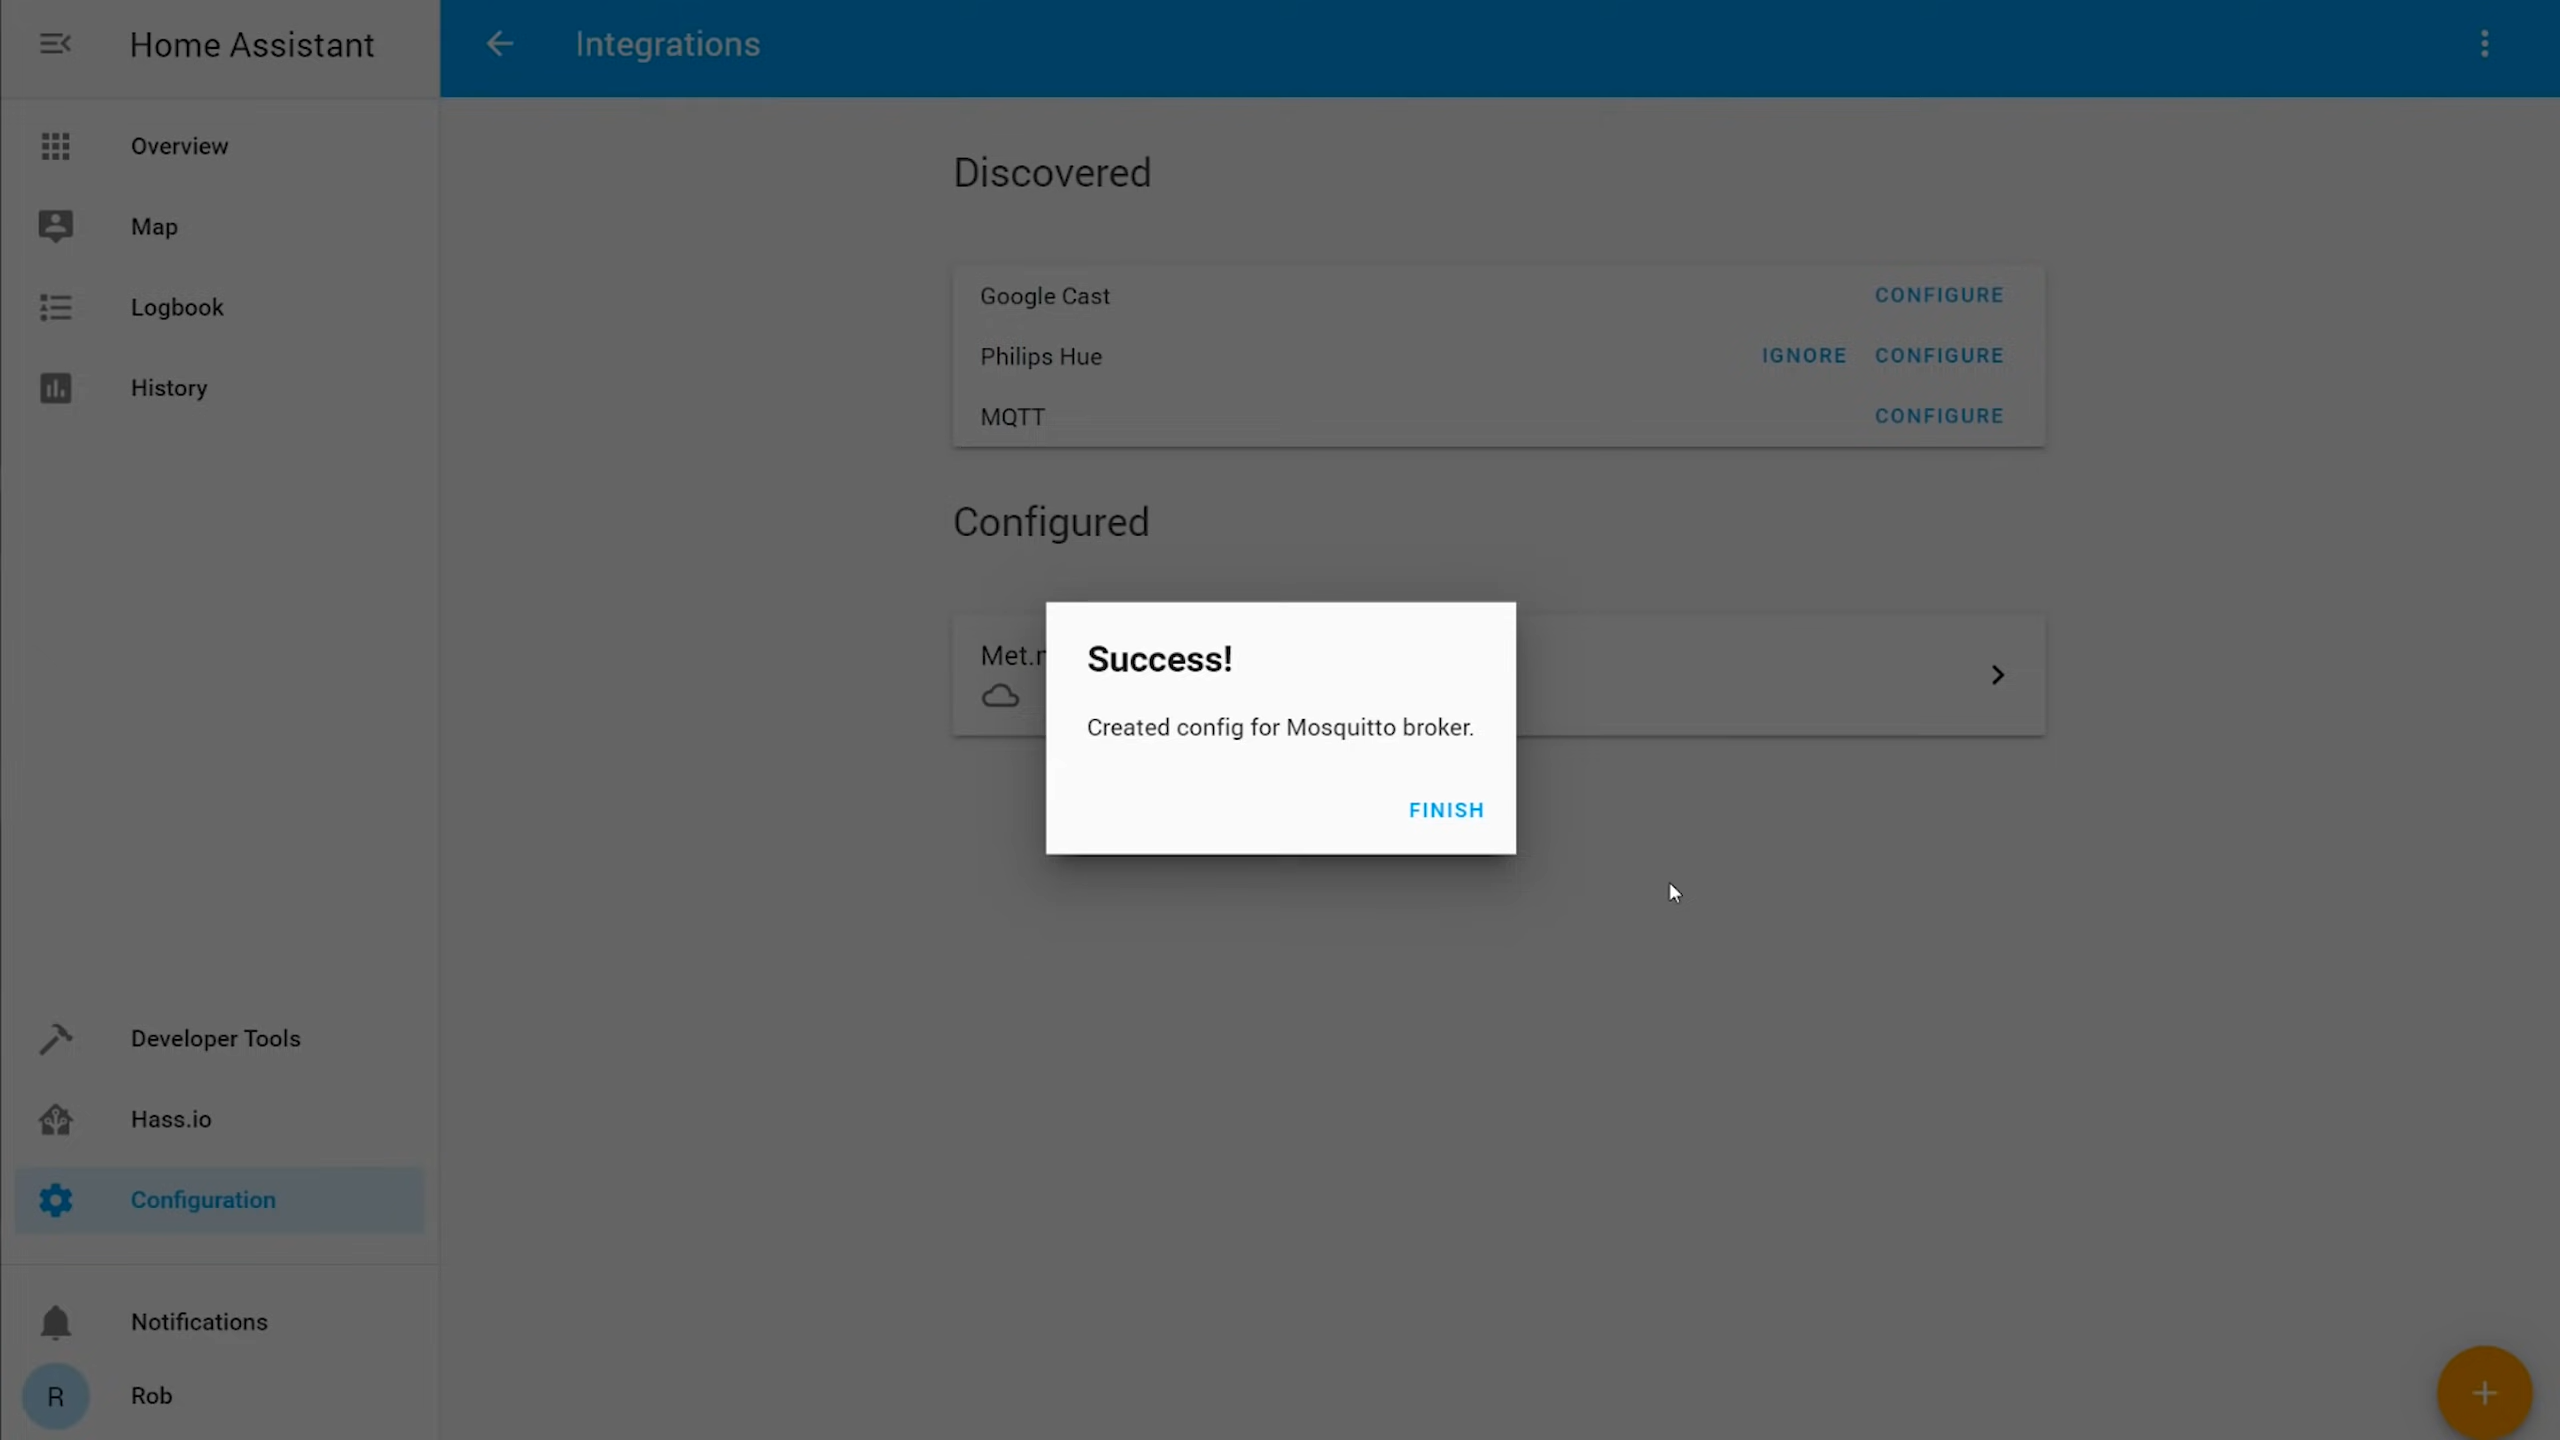 Home Assistant
Integrations
Overview
Map
Logbook
History
Developer Tools
Hass.io
Configuration
Notifications
R Rob
Discovered
Google Cast CONFIGURE
Philips Hue IGNORE CONFIGURE
MQTT CONFIGURE
Configured
Success!
Created config for Mosquitto broker.
FINISH